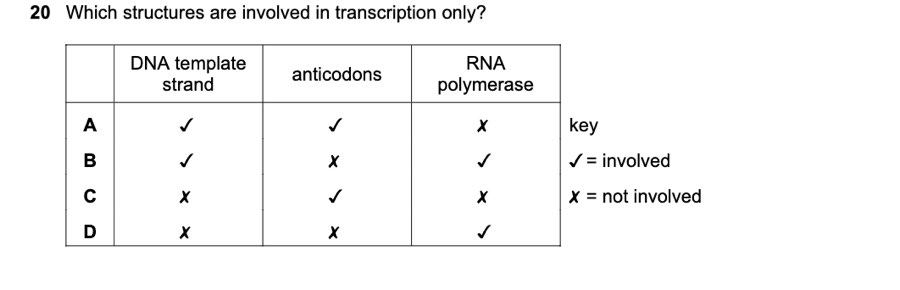 20 Which structures are involved in transcription only?
DNA template strand anticodons RNA polymerase
A ✓ ✓ ✗ key
B ✓ ✗ ✓ ✓ = involved
C ✗ ✓ ✗ ✗ = not involved
D ✗ ✗ ✓